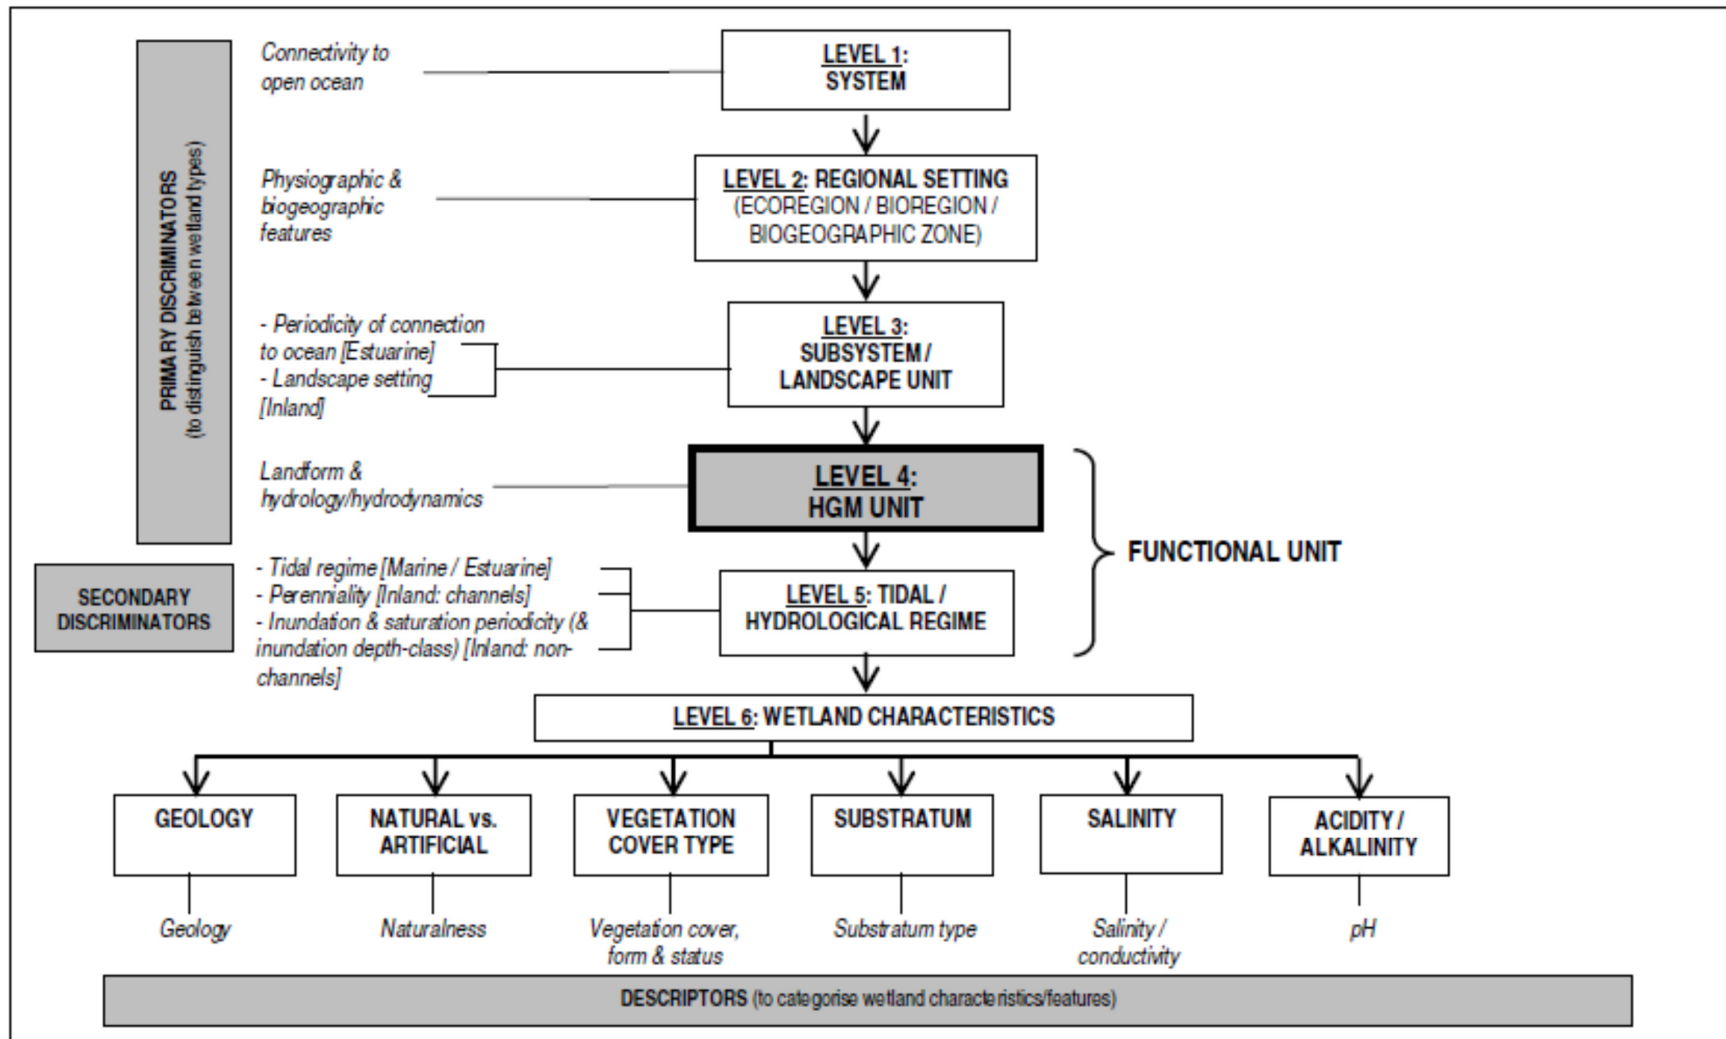 PRIMARY DISCRIMINATORS
(to distinguish between wetland types)
Connectivity to
open ocean
LEVEL 1:
SYSTEM
Physiographic &
biogeographic
features
LEVEL 2: REGIONAL SETTING
(ECOREGION / BIOREGION /
BIOGEOGRAPHIC ZONE)
- Periodicity of connection
to ocean [Estuarine]
- Landscape setting
[Inland]
LEVEL 3:
SUBSYSTEM /
LANDSCAPE UNIT
Landform &
hydrology/hydrodynamics
LEVEL 4:
HGM UNIT
FUNCTIONAL UNIT
SECONDARY
DISCRIMINATORS
- Tidal regime [Marine / Estuarine]
- Perenniality [Inland: channels]
- Inundation & saturation periodicity (&
inundation depth-class) [Inland: non-
channels]
LEVEL 5: TIDAL /
HYDROLOGICAL REGIME
LEVEL 6: WETLAND CHARACTERISTICS
GEOLOGY
NATURAL vs.
ARTIFICIAL
VEGETATION
COVER TYPE
SUBSTRATUM
SALINITY
ACIDITY /
ALKALINITY
Geology
Naturalness
Vegetation cover,
form & status
Substratum type
Salinity /
conductivity
pH
DESCRIPTORS (to categorise wetland characteristics/features)